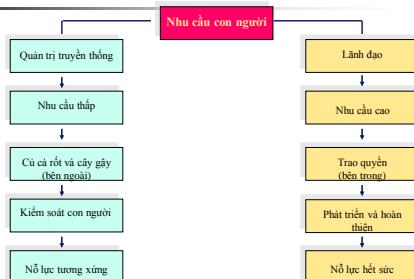 Nhu cầu con người
Quản trị truyền thống
Nhu cầu thấp
Củ cà rốt và cây gậy
(bên ngoài)
Kiểm soát con người
Nỗ lực tương xứng
Lãnh đạo
Nhu cầu cao
Trao quyền
(bên trong)
Phát triển và hoàn
thiện
Nỗ lực hết sức